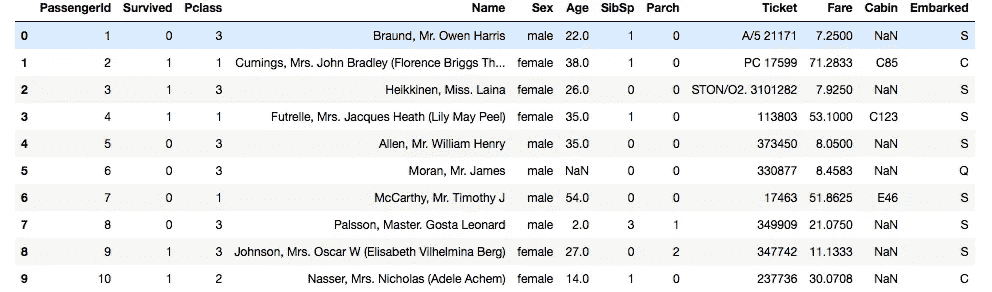 PassengerId Survived Pclass Name Sex Age SibSp Parch Ticket Fare Cabin Embarked
0 1 0 3 Braund, Mr. Owen Harris male 22.0 1 0 A/5 21171 7.2500 NaN S
1 2 1 1 Cumings, Mrs. John Bradley (Florence Briggs Th... female 38.0 1 0 PC 17599 71.2833 C85 C
2 3 1 3 Heikkinen, Miss. Laina female 26.0 0 0 STON/O2. 3101282 7.9250 NaN S
3 4 1 1 Futrelle, Mrs. Jacques Heath (Lily May Peel) female 35.0 1 0 113803 53.1000 C123 S
4 5 0 3 Allen, Mr. William Henry male 35.0 0 0 373450 8.0500 NaN S
5 6 0 3 Moran, Mr. James male NaN 0 0 330877 8.4583 NaN Q
6 7 0 1 McCarthy, Mr. Timothy J male 54.0 0 0 17463 51.8625 E46 S
7 8 0 3 Palsson, Master. Gosta Leonard male 2.0 3 1 349909 21.0750 NaN S
8 9 1 3 Johnson, Mrs. Oscar W (Elisabeth Vilhelmina Berg) female 27.0 0 2 347742 11.1333 NaN S
9 10 1 2 Nasser, Mrs. Nicholas (Adele Achem) female 14.0 1 0 237736 30.0708 NaN C